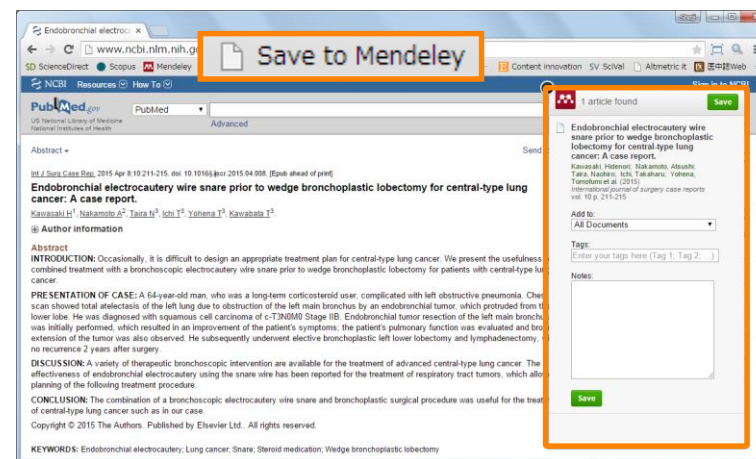 Endobronchial electroc
www.ncbi.nlm.nih.g
Save to Mendeley
SD ScienceDirect Scopus Mendeley
Content innovation SV SciVal Altmetric it 医中誌Web
NCBI Resources How To
Sign in to NCBI
PubMed.gov
PubMed
US National Library of Medicine
National Institutes of Health
Advanced
Abstract
Send
Int J Surg Case Rep. 2015 Apr 8;10:211-215. doi: 10.1016/j.ijscr.2015.04.008. [Epub ahead of print]
Endobronchial electrocautery wire snare prior to wedge bronchoplastic lobectomy for central-type lung
cancer: A case report.
Kawasaki H1, Nakamoto A2, Taira N3, Ichi T3, Yohena T3, Kawabata T3.
Author information
Abstract
INTRODUCTION: Occasionally, it is difficult to design an appropriate treatment plan for central-type lung cancer. We present the usefulness
combined treatment with a bronchoscopic electrocautery wire snare prior to wedge bronchoplastic lobectomy for patients with central-type lu
cancer.
PRESENTATION OF CASE: A 64-year-old man, who was a long-term corticosteroid user, complicated with left obstructive pneumonia. Ches
scan showed total atelectasis of the left lung due to obstruction of the left main bronchus by an endobronchial tumor, which protruded from t
lower lobe. He was diagnosed with squamous cell carcinoma of c-T3N0M0 Stage IIB. Endobronchial tumor resection of the left main bronch
was initially performed, which resulted in an improvement of the patient's symptoms; the patient's pulmonary function was evaluated and bro
extension of the tumor was also observed. He subsequently underwent elective bronchoplastic left lower lobectomy and lymphadenectomy,
no recurrence 2 years after surgery.
DISCUSSION: A variety of therapeutic bronchoscopic intervention are available for the treatment of advanced central-type lung cancer. The
effectiveness of endobronchial electrocautery using the snare wire has been reported for the treatment of respiratory tract tumors, which allo
planning of the following treatment procedure.
CONCLUSION: The combination of a bronchoscopic electrocautery wire snare and bronchoplastic surgical procedure was useful for the treat
of central-type lung cancer such as in our case.
Copyright © 2015 The Authors. Published by Elsevier Ltd.. All rights reserved.
KEYWORDS: Endobronchial electrocautery; Lung cancer; Snare; Steroid medication; Wedge bronchoplastic lobectomy
1 article found
Save
Endobronchial electrocautery wire
snare prior to wedge bronchoplastic
lobectomy for central-type lung
cancer: A case report.
Kawasaki, Hidenori; Nakamoto, Atsushi;
Taira, Naohiro; Ichi, Takaharu; Yohena,
Tomofumi et al. (2015)
International journal of surgery case reports
vol. 10 p. 211-215
Add to:
All Documents
Tags:
Enter your tags here (Tag 1; Tag 2; ...)
Notes:
Save